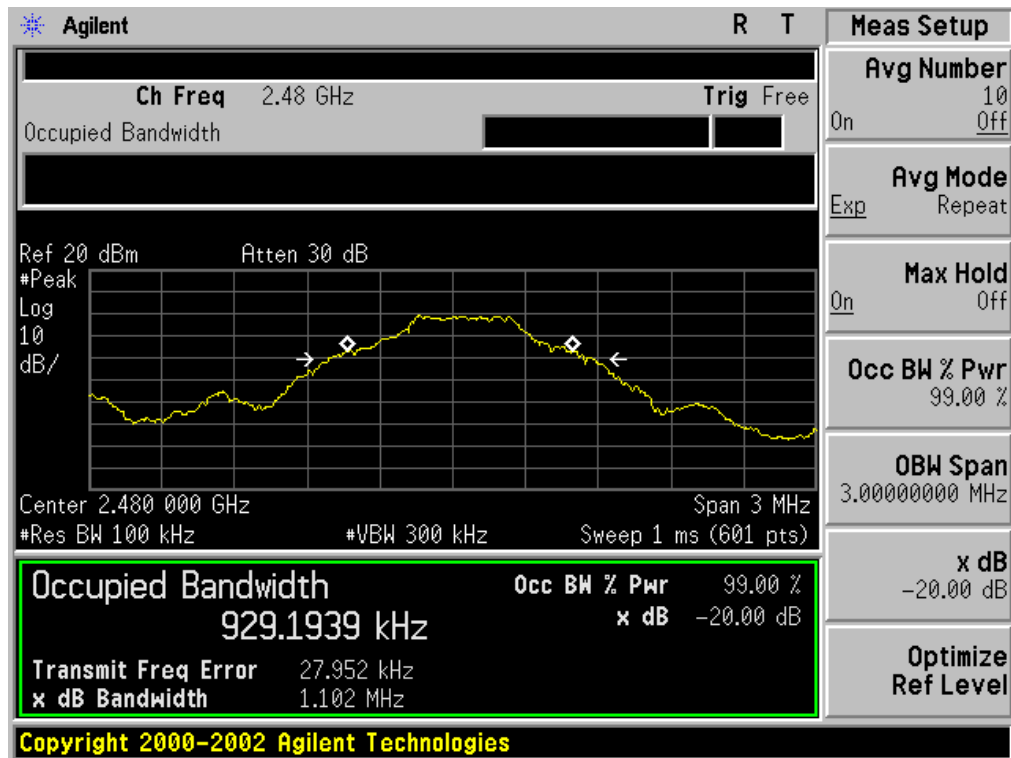 Agilent R T
Ch Freq 2.48 GHz Trig Free
Occupied Bandwidth
Ref 20 dBm Atten 30 dB
#Peak
Log
10
dB/
Center 2.480 000 GHz Span 3 MHz
#Res BW 100 kHz #VBW 300 kHz Sweep 1 ms (601 pts)
Occupied Bandwidth Occ BW % Pwr 99.00 %
929.1939 kHz x dB -20.00 dB
Transmit Freq Error 27.952 kHz
x dB Bandwidth 1.102 MHz
Copyright 2000-2002 Agilent Technologies
Meas Setup
Avg Number
10
On Off
Avg Mode
Exp Repeat
Max Hold
On Off
Occ BW % Pwr
99.00 %
OBW Span
3.00000000 MHz
x dB
-20.00 dB
Optimize
Ref Level